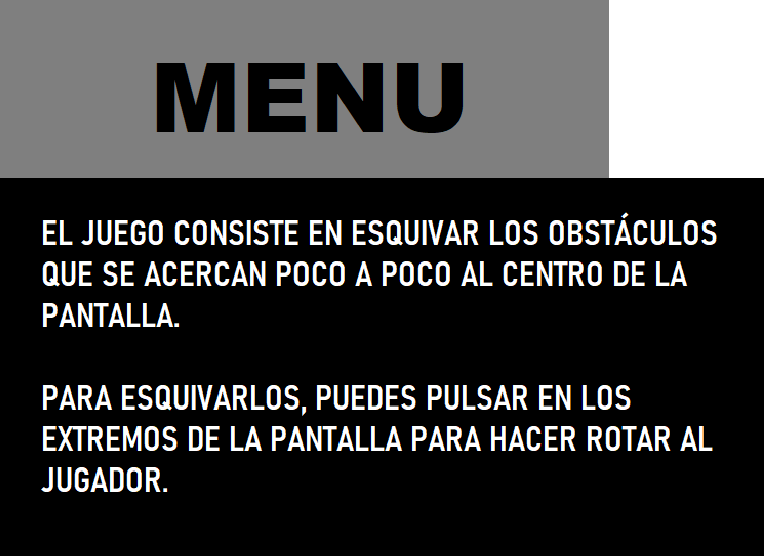 MENU
EL JUEGO CONSISTE EN ESQUIVAR LOS OBSTÁCULOS
QUE SE ACERCAN POCO A POCO AL CENTRO DE LA
PANTALLA.
PARA ESQUIVARLOS, PUEDES PULSAR EN LOS
EXTREMOS DE LA PANTALLA PARA HACER ROTAR AL
JUGADOR.